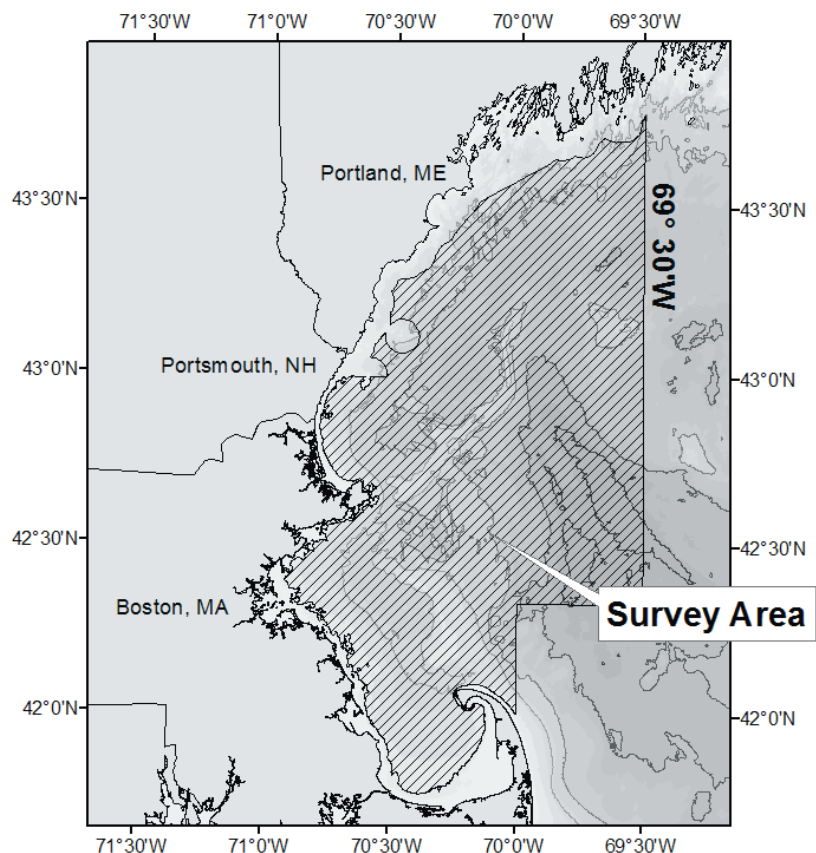 71°30'W 71°0'W 70°30'W 70°0'W 69°30'W
Portland, ME
43°30'N 43°30'N
69° 30'W
Portsmouth, NH
43°0'N 43°0'N
42°30'N 42°30'N
Boston, MA
Survey Area
42°0'N 42°0'N
71°30'W 71°0'W 70°30'W 70°0'W 69°30'W